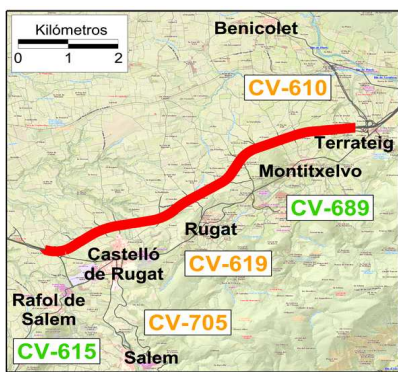 Kilómetros
0 1 2
Benicolet
CV-610
Terrateig
Montitxelvo
CV-689
Rugat
Castelló
de Rugat
CV-619
Rafol de
Salem
CV-705
CV-615
Salem